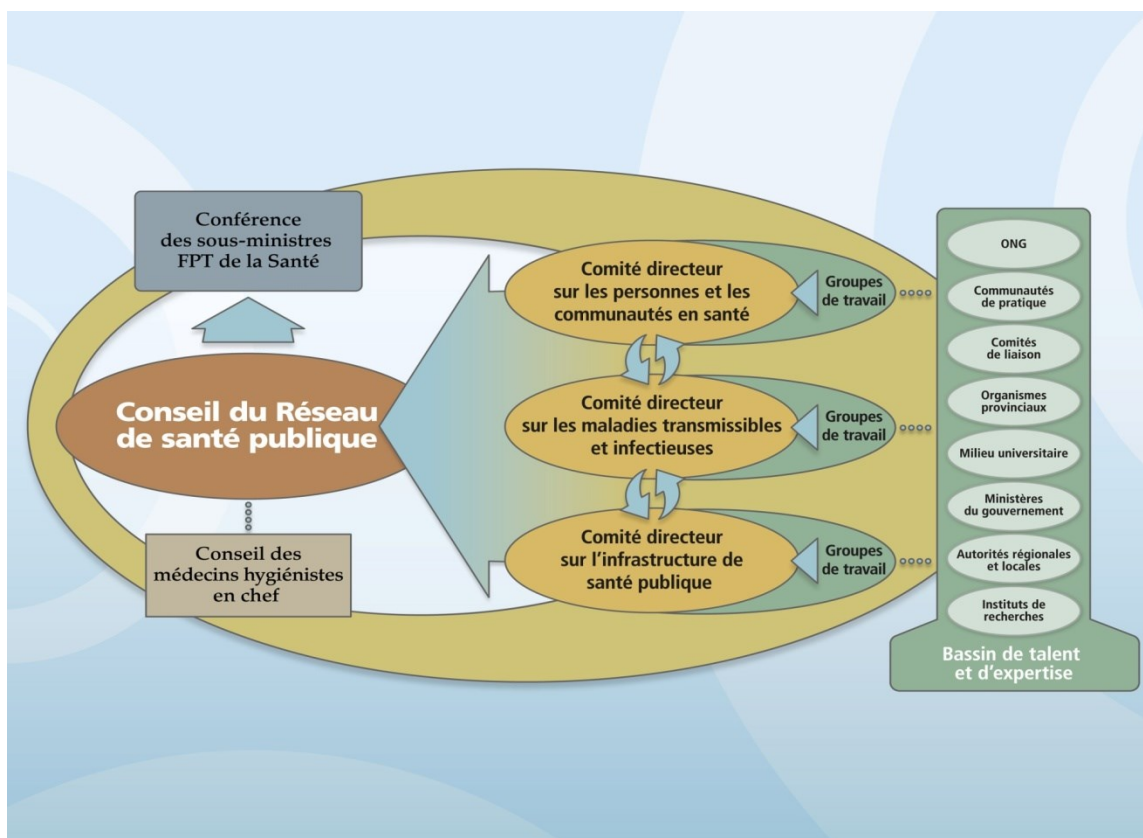 Conférence
des sous-ministres
FPT de la Santé
Conseil du Réseau
de santé publique
Conseil des
médecins hygiénistes
en chef
Comité directeur
sur les personnes et les
communautés en santé
Groupes
de travail
Comité directeur
sur les maladies transmissibles
et infectieuses
Groupes
de travail
Comité directeur
sur l'infrastructure de
santé publique
Groupes
de travail
ONG
Communautés
de pratique
Comités
de liaison
Organismes
provinciaux
Milieu universitaire
Ministères
du gouvernement
Autorités régionales
et locales
Instituts de
recherches
Bassin de talent
et d'expertise